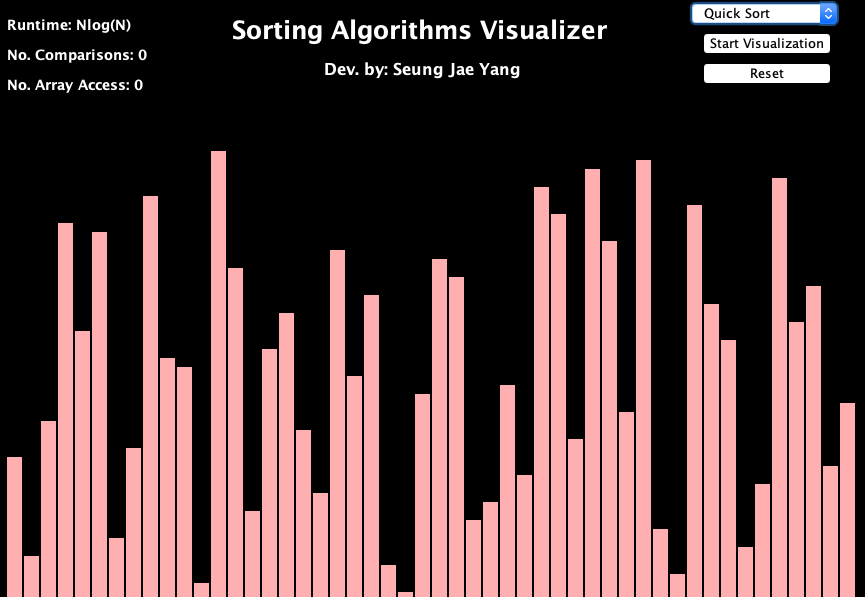 Runtime: Nlog(N)
No. Comparisons: 0
No. Array Access: 0
Sorting Algorithms Visualizer
Dev. by: Seung Jae Yang
Quick Sort
Start Visualization
Reset